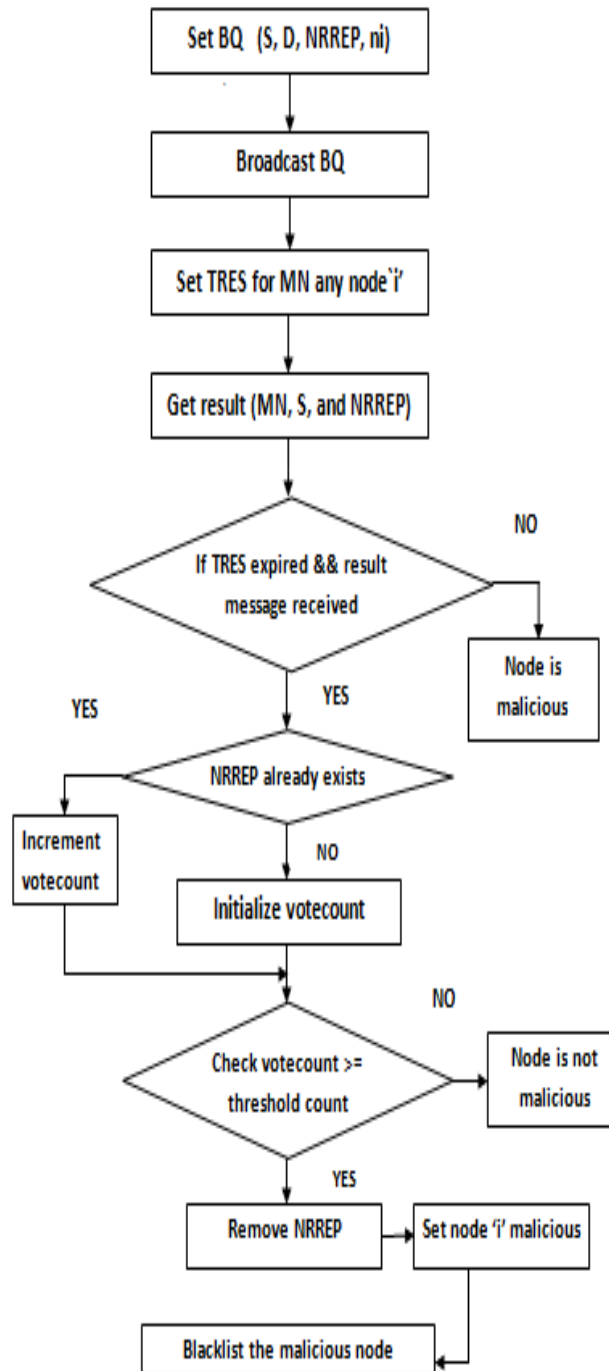 Set BQ (S, D, NRREP, ni)
Broadcast BQ
Set TRES for MN any node`i'
Get result (MN, S, and NRREP)
If TRES expired && result
message received
NO
Node is
malicious
YES
YES
NRREP already exists
Increment
votecount
NO
Initialize votecount
NO
Check votecount >=
threshold count
Node is not
malicious
YES
Remove NRREP
Set node ‘i’ malicious
Blacklist the malicious node